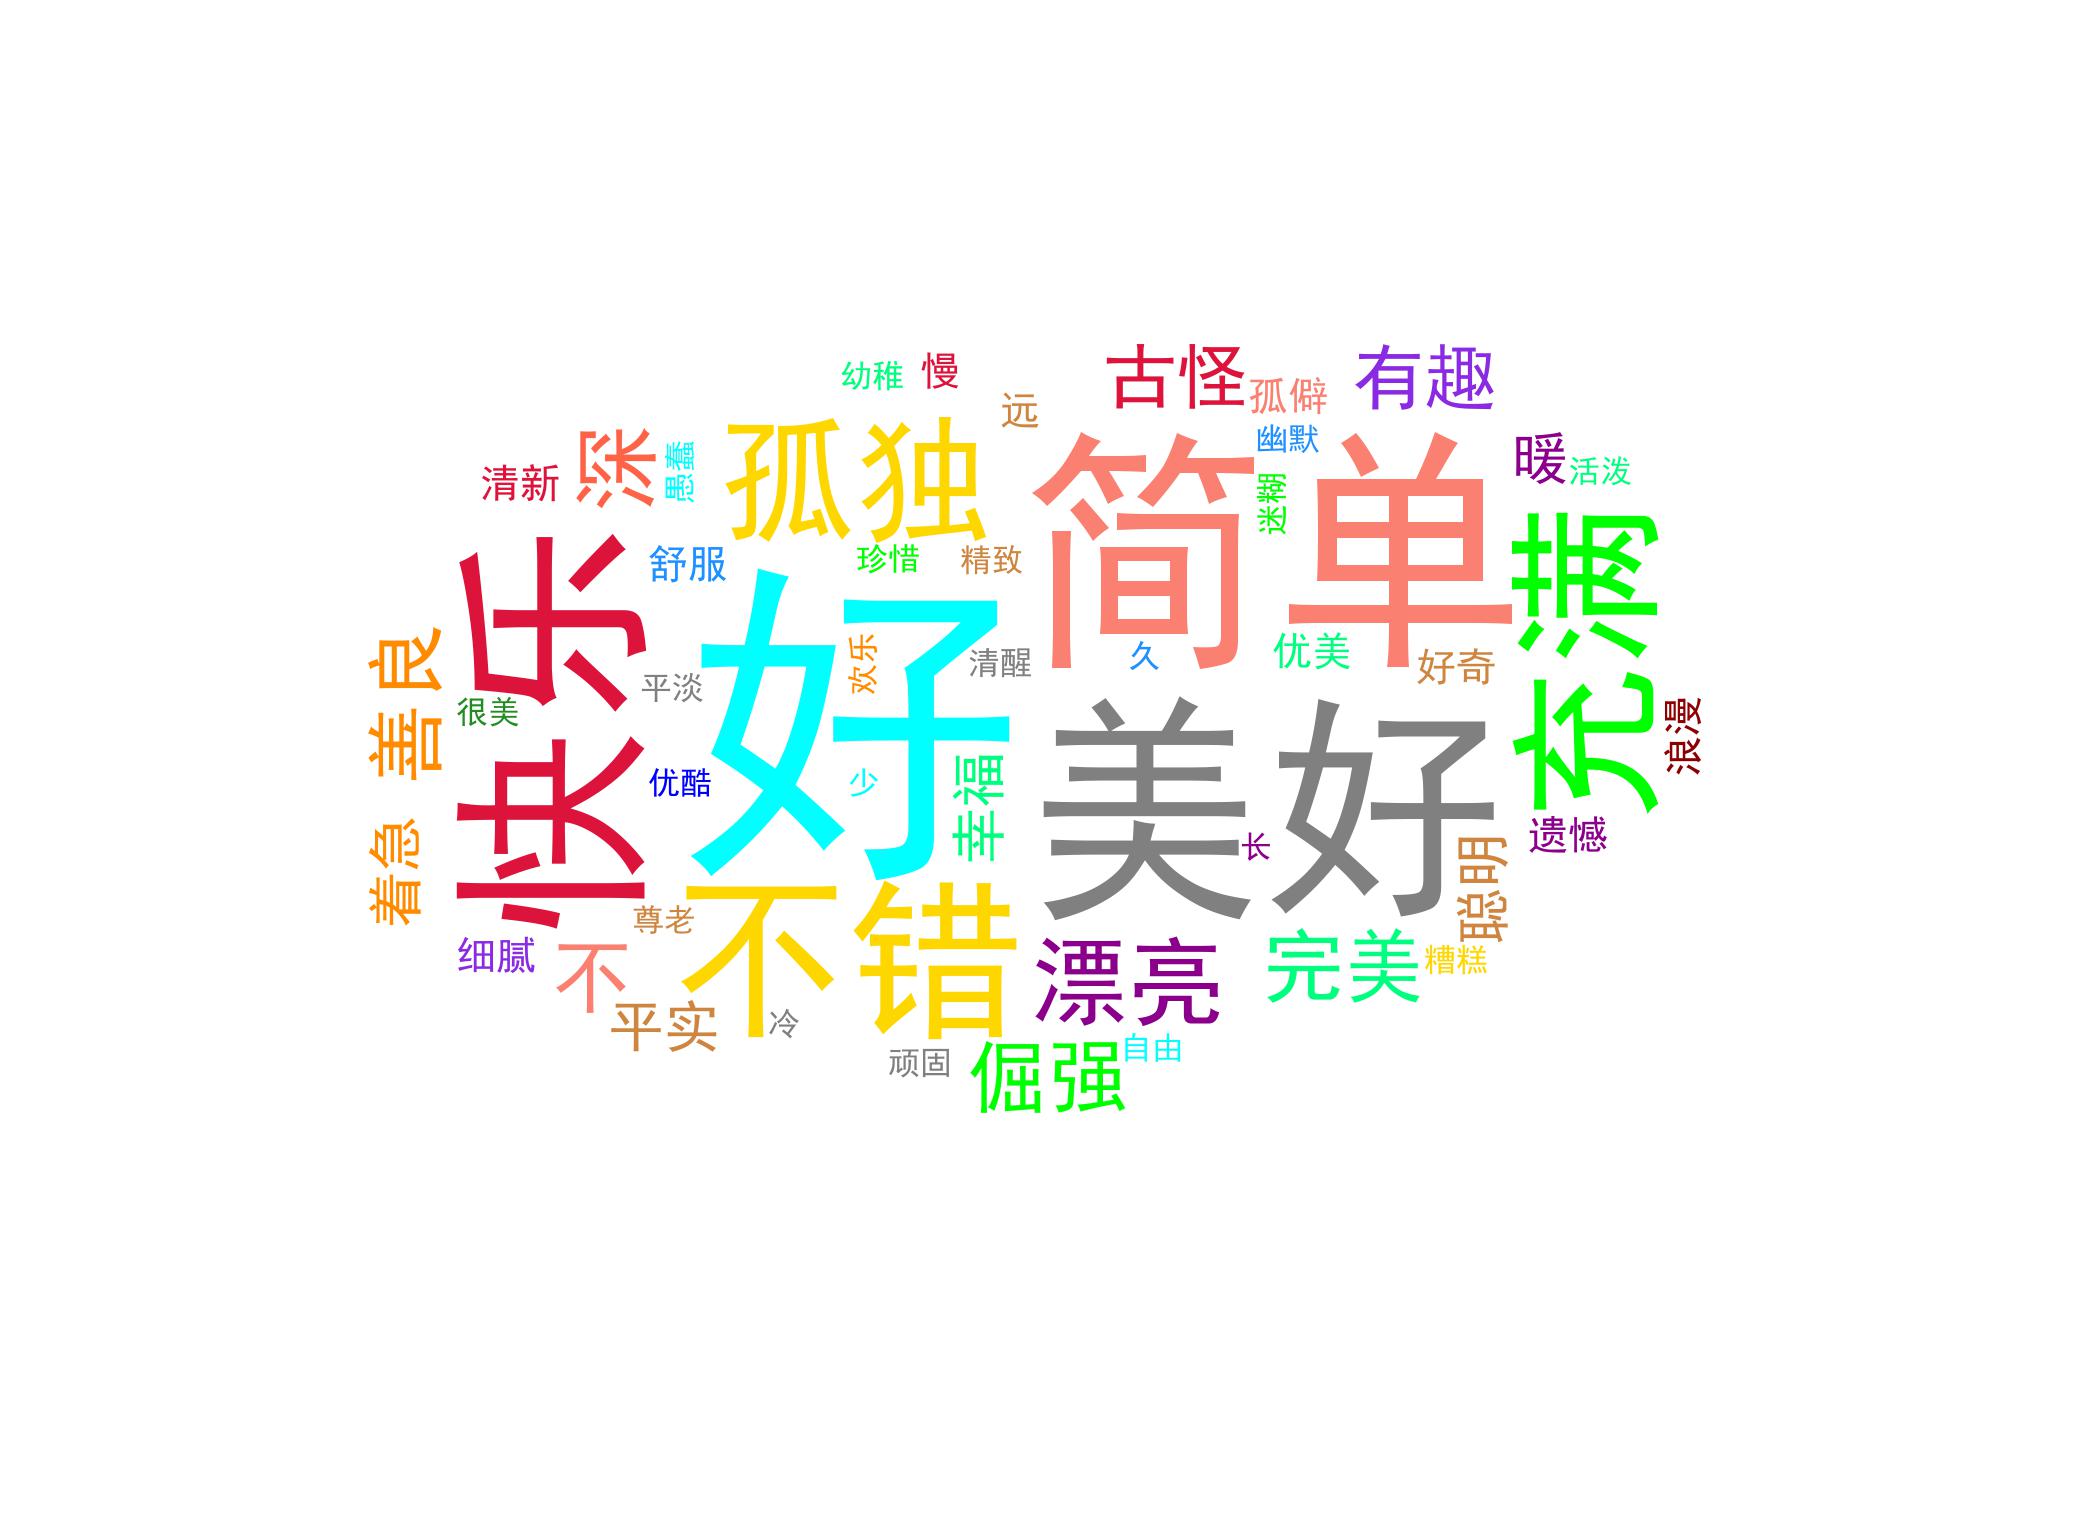 古怪
有趣
幼稚
慢
孤僻
远
孤独
简单
幽默
暖
活泼
清新
深
愚蠢
迷糊
充满
珍惜
精致
舒服
快乐
好
欢乐
清醒
久
优美
好奇
善良
平淡
很美
美好
浪漫
优酷
少
幸福
长
遗憾
着急
聪明
不错
尊老
细腻
不
漂亮
完美
糟糕
平实
冷
顽固
倔强
自由